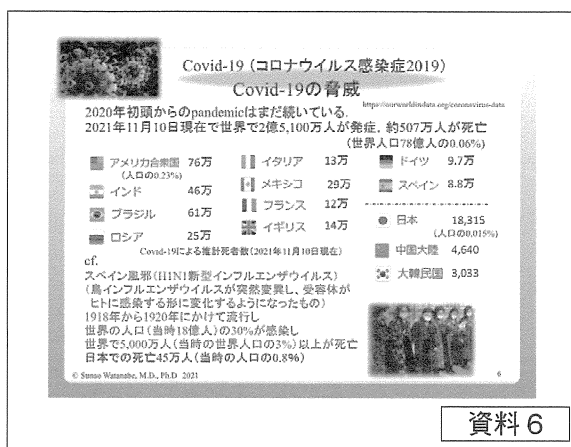 Covid-19 (コロナウイルス感染症2019)
Covid-19の脅威
https://ourworldindata.org/coronavirus-data
2020年初頭からのpandemicはまだ続いている.
2021年11月10日現在で世界で2億5,100万人が発症, 約507万人が死亡
(世界人口78億人の0.06%)
アメリカ合衆国 76万
(人口の0.23%)
インド 46万
ブラジル 61万
ロシア 25万
イタリア 13万
メキシコ 29万
フランス 12万
イギリス 14万
ドイツ 9.7万
スペイン 8.8万
日本 18,315
(人口の0.015%)
中国大陸 4,640
大韓民国 3,033
Covid-19による推計死者数(2021年11月10日現在)
cf.
スペイン風邪(H1N1新型インフルエンザウイルス)
(鳥インフルエンザウイルスが突然変異し、受容体が
ヒトに感染する形に変化するようになったもの)
1918年から1920年にかけて流行し
世界の人口(当時18億人)の30%が感染し
世界で5,000万人(当時の世界人口の3%)以上が死亡
日本での死亡45万人(当時の人口の0.8%)
© Sunao Watanabe, M.D., Ph.D 2021
6
資料6